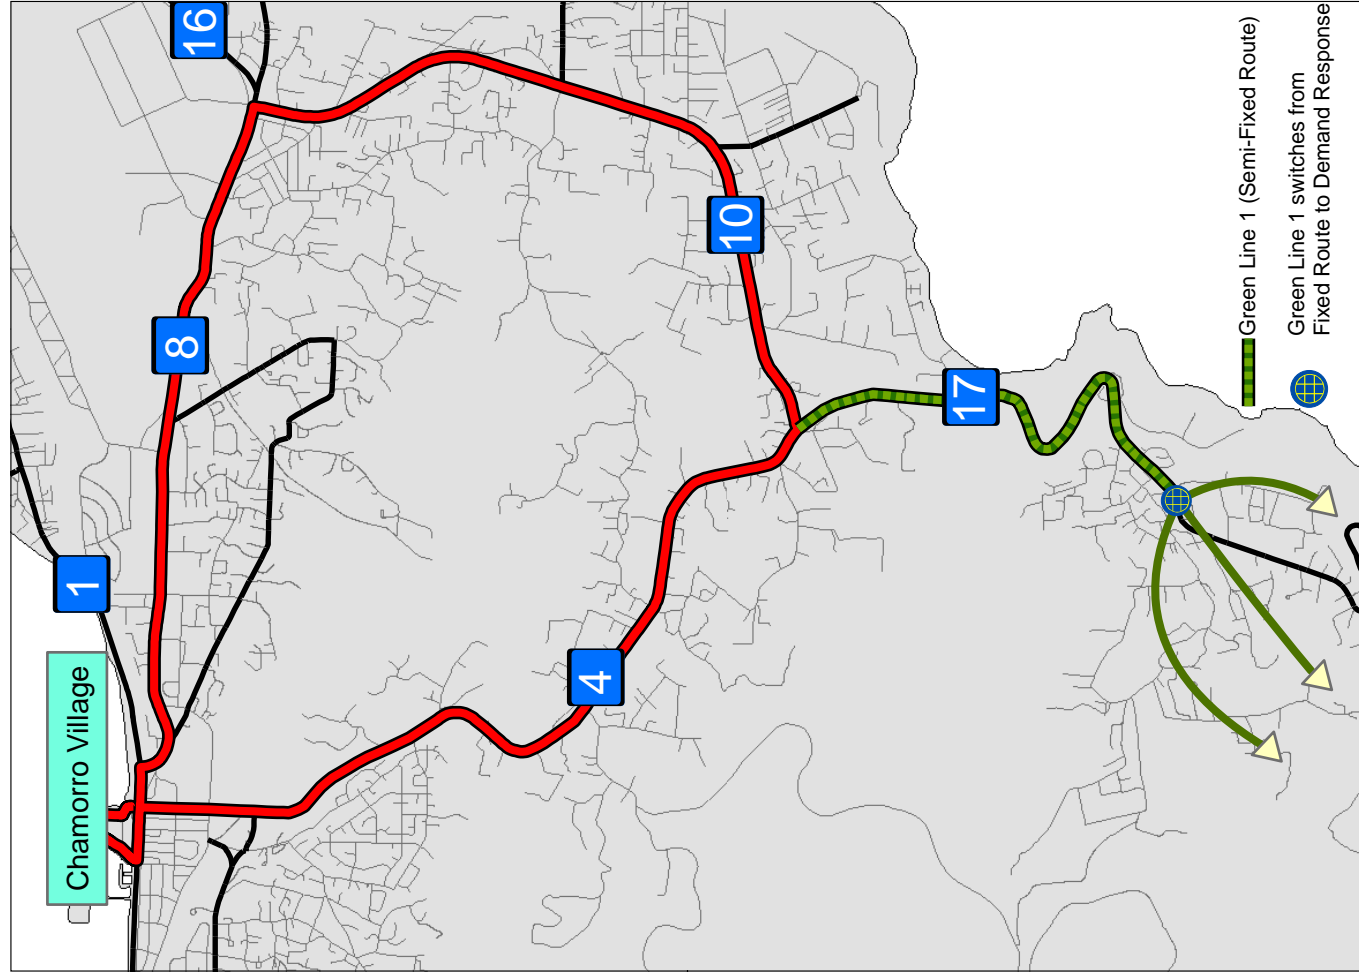 Chamorro Village
1
8
16
4
10
17
Green Line 1 (Semi-Fixed Route)
Green Line 1 switches from
Fixed Route to Demand Response